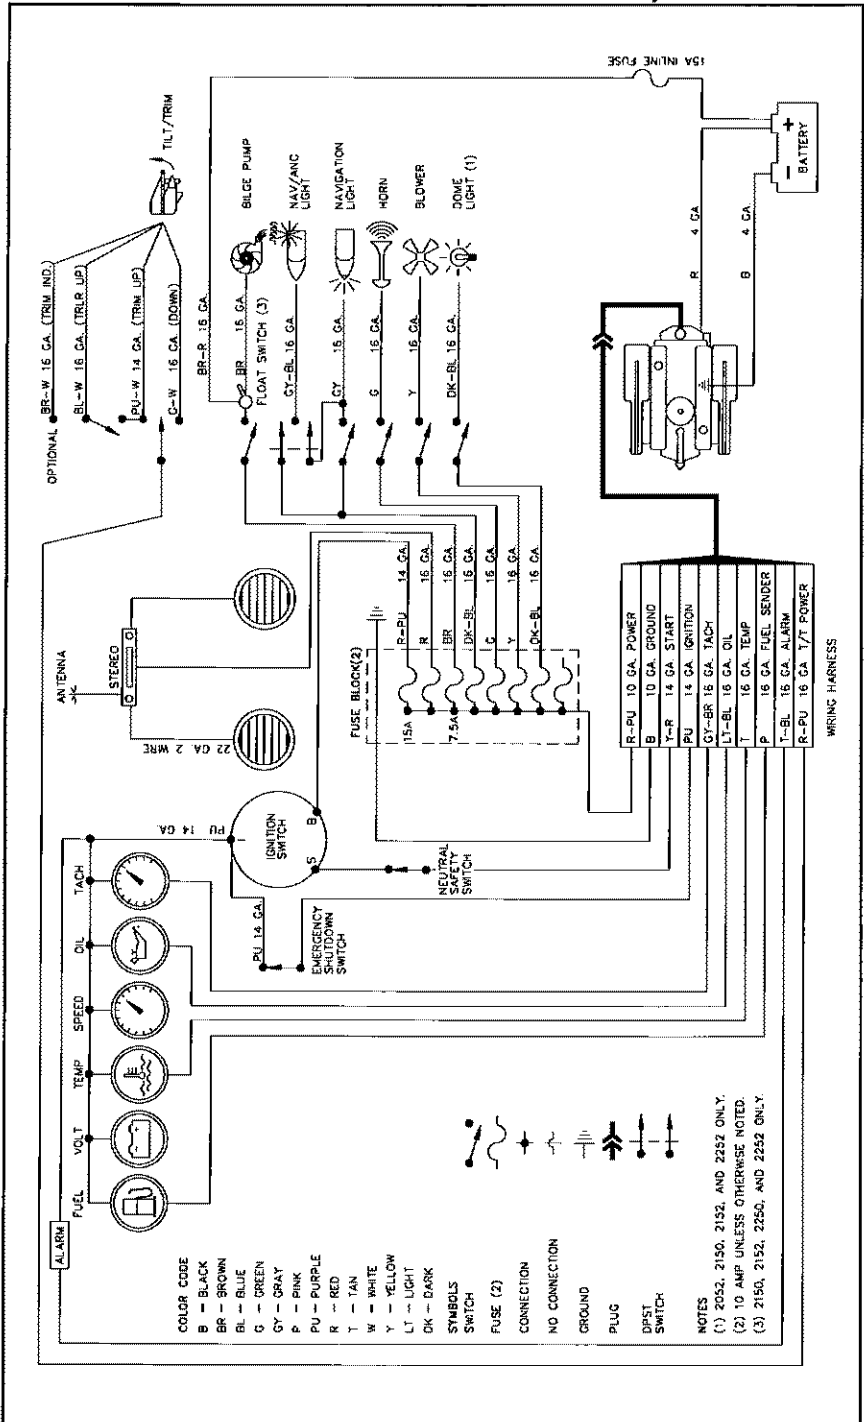 15A INLINE FUSE
TILT/TRIM
BILGE PUMP
NAV/ANC
LIGHT
NAVIGATION
LIGHT
HORN
BLOWER
DOME
LIGHT (1)
BATTERY
+
–
R 4 GA
B 4 GA
OPTIONAL
BR-W 16 GA. (TRIM IND.)
BL-W 16 GA. (TRLR UP)
PU-W 14 GA. (TRIM UP)
G-W 16 GA. (DOWN)
BR-R 16 GA.
BR 16 GA.
FLOAT SWITCH (3)
GY-BL 16 GA.
GY 16 GA.
G 16 GA.
Y 16 GA.
DK-BL 16 GA.
ANTENNA
STEREO
22 GA. 2 WIRE
FUSE BLOCK(2)
15A
7.5A
R-PU 14 GA.
R 16 GA.
BR 16 GA.
DK-BL 16 GA.
G 16 GA.
Y 16 GA.
DK-BL 16 GA.
R-PU 10 GA. POWER
B 10 GA. GROUND
Y-R 14 GA. START
PU 14 GA. IGNITION
GY-BR 16 GA. TACH
LT-BL 16 GA. OIL
T 16 GA. TEMP
P 16 GA. FUEL SENDER
T-BL 16 GA. ALARM
R-PU 16 GA T/T POWER
WIRING HARNESS
PU 14 GA.
IGNITION
SWITCH
B
S
NEUTRAL
SAFETY
SWITCH
PU 14 GA.
EMERGENCY
SHUTDOWN
SWITCH
TACH
OIL
SPEED
TEMP
VOLT
FUEL
ALARM
COLOR CODE
B – BLACK
BR – BROWN
BL – BLUE
G – GREEN
GY – GRAY
P – PINK
PU – PURPLE
R – RED
T – TAN
W – WHITE
Y – YELLOW
LT – LIGHT
DK – DARK
SYMBOLS
SWITCH
FUSE (2)
CONNECTION
NO CONNECTION
GROUND
PLUG
DPST
SWITCH
NOTES
(1) 2052, 2150, 2152, AND 2252 ONLY.
(2) 10 AMP UNLESS OTHERWISE NOTED.
(3) 2150, 2152, 2250, AND 2252 ONLY.